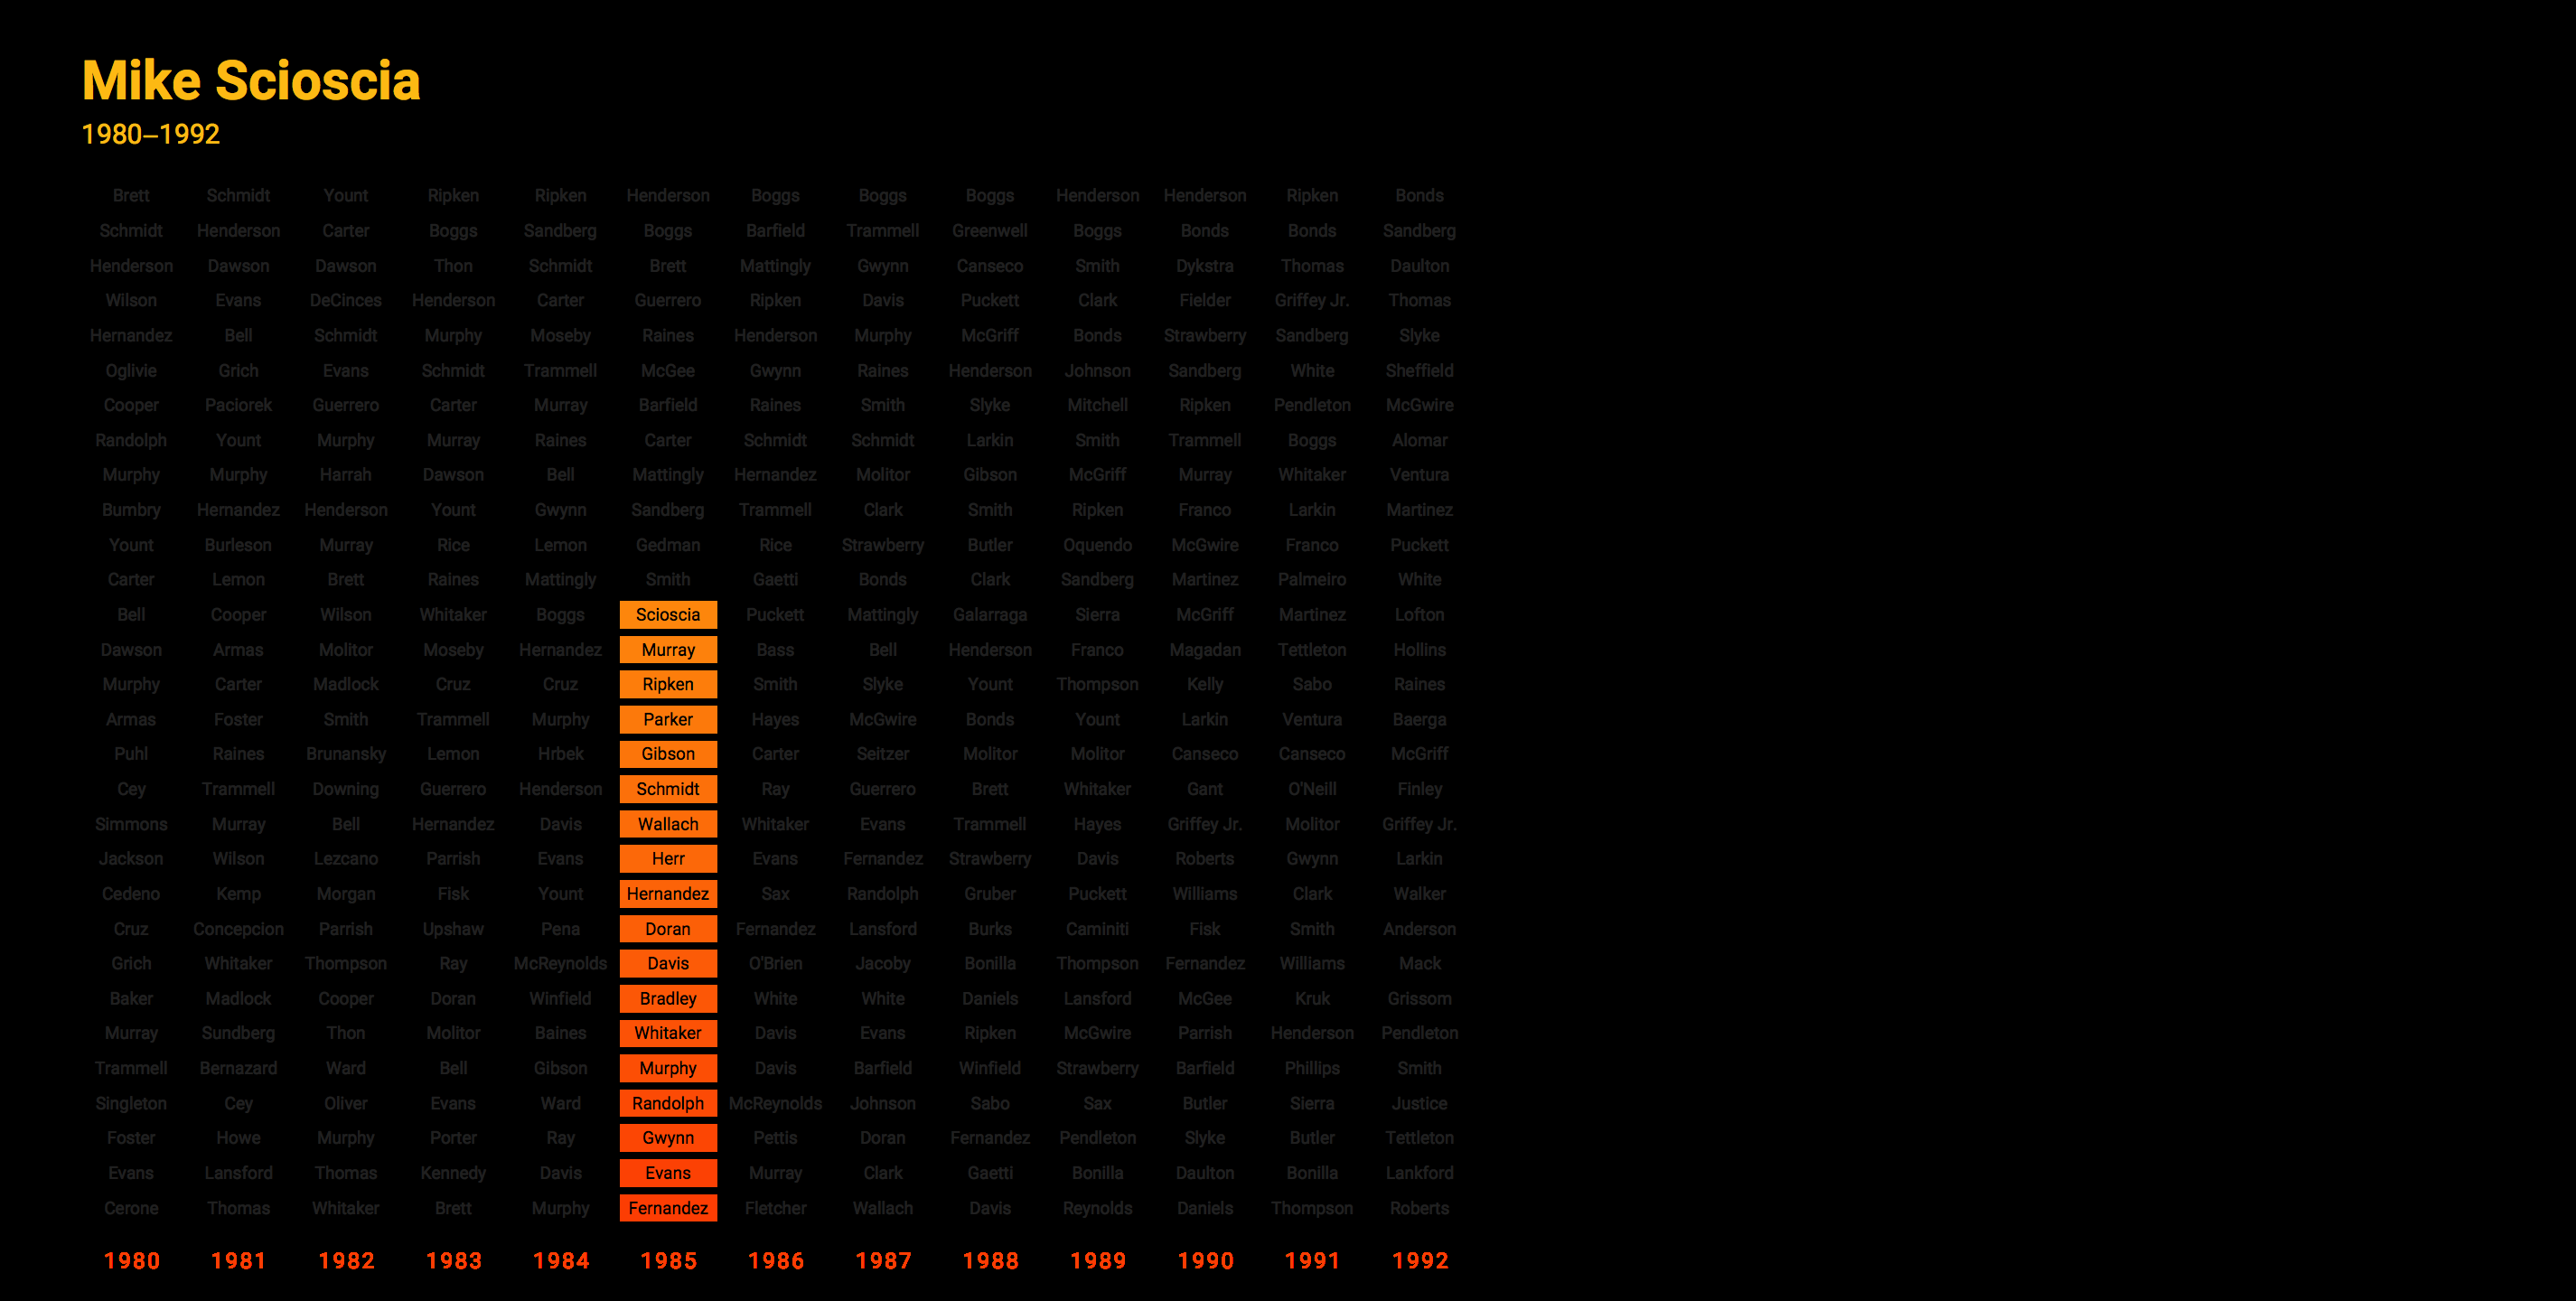 Mike Scioscia
1980–1992
Brett Schmidt Yount Ripken Ripken Henderson Boggs Boggs Boggs Henderson Henderson Ripken Bonds
Schmidt Henderson Carter Boggs Sandberg Boggs Barfield Trammell Greenwell Boggs Bonds Bonds Sandberg
Henderson Dawson Dawson Thon Schmidt Brett Mattingly Gwynn Canseco Smith Dykstra Thomas Daulton
Wilson Evans DeCinces Henderson Carter Guerrero Ripken Davis Puckett Clark Fielder Griffey Jr. Thomas
Hernandez Bell Schmidt Murphy Moseby Raines Henderson Murphy McGriff Bonds Strawberry Sandberg Slyke
Oglivie Grich Evans Schmidt Trammell McGee Gwynn Raines Henderson Johnson Sandberg White Sheffield
Cooper Paciorek Guerrero Carter Murray Barfield Raines Smith Slyke Mitchell Ripken Pendleton McGwire
Randolph Yount Murphy Murray Raines Carter Schmidt Schmidt Larkin Smith Trammell Boggs Alomar
Murphy Murphy Harrah Dawson Bell Mattingly Hernandez Molitor Gibson McGriff Murray Whitaker Ventura
Bumbry Hernandez Henderson Yount Gwynn Sandberg Trammell Clark Smith Ripken Franco Larkin Martinez
Yount Burleson Murray Rice Lemon Gedman Rice Strawberry Butler Oquendo McGwire Franco Puckett
Carter Lemon Brett Raines Mattingly Smith Gaetti Bonds Clark Sandberg Martinez Palmeiro White
Bell Cooper Wilson Whitaker Boggs Scioscia Puckett Mattingly Galarraga Sierra McGriff Martinez Lofton
Dawson Armas Molitor Moseby Hernandez Murray Bass Bell Henderson Franco Magadan Tettleton Hollins
Murphy Carter Madlock Cruz Cruz Ripken Smith Slyke Yount Thompson Kelly Sabo Raines
Armas Foster Smith Trammell Murphy Parker Hayes McGwire Bonds Yount Larkin Ventura Baerga
Puhl Raines Brunansky Lemon Hrbek Gibson Carter Seitzer Molitor Molitor Canseco Canseco McGriff
Cey Trammell Downing Guerrero Henderson Schmidt Ray Guerrero Brett Whitaker Gant O'Neill Finley
Simmons Murray Bell Hernandez Davis Wallach Whitaker Evans Trammell Hayes Griffey Jr. Molitor Griffey Jr.
Jackson Wilson Lezcano Parrish Evans Herr Evans Fernandez Strawberry Davis Roberts Gwynn Larkin
Cedeno Kemp Morgan Fisk Yount Hernandez Sax Randolph Gruber Puckett Williams Clark Walker
Cruz Concepcion Parrish Upshaw Pena Doran Fernandez Lansford Burks Caminiti Fisk Smith Anderson
Grich Whitaker Thompson Ray McReynolds Davis O'Brien Jacoby Bonilla Thompson Fernandez Williams Mack
Baker Madlock Cooper Doran Winfield Bradley White White Daniels Lansford McGee Kruk Grissom
Murray Sundberg Thon Molitor Baines Whitaker Davis Evans Ripken McGwire Parrish Henderson Pendleton
Trammell Bernazard Ward Bell Gibson Murphy Davis Barfield Winfield Strawberry Barfield Phillips Smith
Singleton Cey Oliver Evans Ward Randolph McReynolds Johnson Sabo Sax Butler Sierra Justice
Foster Howe Murphy Porter Ray Gwynn Pettis Doran Fernandez Pendleton Slyke Butler Tettleton
Evans Lansford Thomas Kennedy Davis Evans Murray Clark Gaetti Bonilla Daulton Bonilla Lankford
Cerone Thomas Whitaker Brett Murphy Fernandez Fletcher Wallach Davis Reynolds Daniels Thompson Roberts
1980 1981 1982 1983 1984 1985 1986 1987 1988 1989 1990 1991 1992